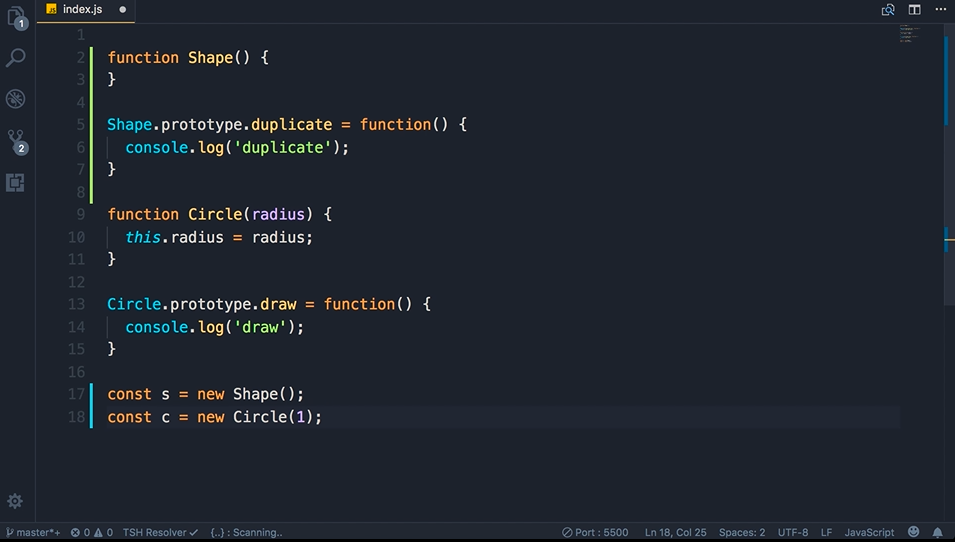 1
JS index.js
1
2 function Shape() {
3 }
4
5 Shape.prototype.duplicate = function() {
6 console.log('duplicate');
7 }
8
9 function Circle(radius) {
10 this.radius = radius;
11 }
12
13 Circle.prototype.draw = function() {
14 console.log('draw');
15 }
16
17 const s = new Shape();
18 const c = new Circle(1);
2
master*+ 0 0 TSH Resolver {..} : Scanning.. Port : 5500 Ln 18, Col 25 Spaces: 2 UTF-8 LF JavaScript